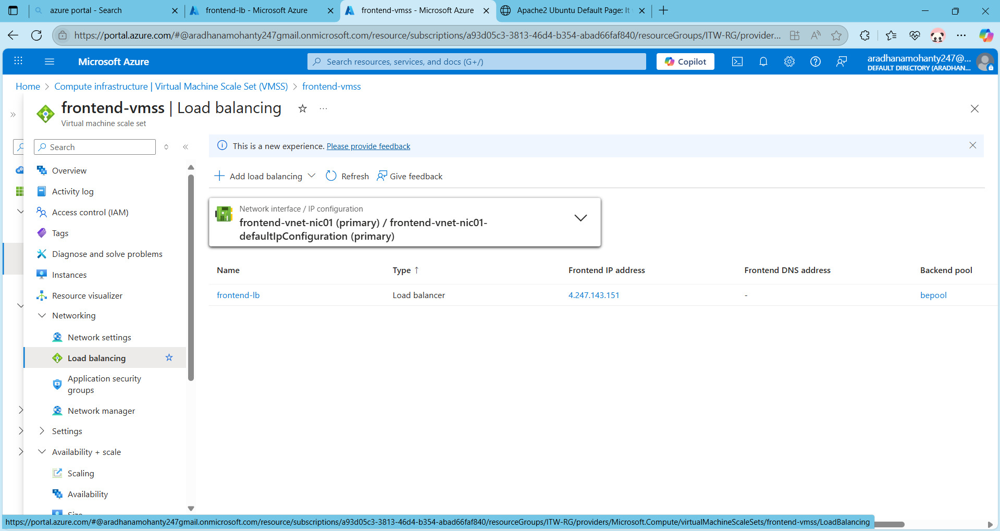 azure portal - Search
frontend-lb - Microsoft Azure
frontend-vmss - Microsoft Azure
Apache2 Ubuntu Default Page: It
https://portal.azure.com/#@aradhanamohanty247gmail.onmicrosoft.com/resource/subscriptions/a93d05c3-3813-46d4-b354-abad66faf840/resourceGroups/ITW-RG/provider...
Microsoft Azure
Search resources, services, and docs (G+/)
Copilot
aradhanamohanty247@...
DEFAULT DIRECTORY (ARADHAN...
Home > Compute infrastructure | Virtual Machine Scale Set (VMSS) > frontend-vmss
frontend-vmss | Load balancing
Virtual machine scale set
Search
This is a new experience. Please provide feedback
Overview
Activity log
Access control (IAM)
Tags
Diagnose and solve problems
Instances
Resource visualizer
Networking
Network settings
Load balancing
Application security
groups
Network manager
Settings
Availability + scale
Scaling
Availability
Size
Add load balancing
Refresh
Give feedback
Network interface / IP configuration
frontend-vnet-nic01 (primary) / frontend-vnet-nic01-
defaultIpConfiguration (primary)
Name Type ↑ Frontend IP address Frontend DNS address Backend pool
frontend-lb Load balancer 4.247.143.151 - bepool
https://portal.azure.com/#@aradhanamohanty247gmail.onmicrosoft.com/resource/subscriptions/a93d05c3-3813-46d4-b354-abad66faf840/resourceGroups/ITW-RG/providers/Microsoft.Compute/virtualMachineScaleSets/frontend-vmss/LoadBalancing